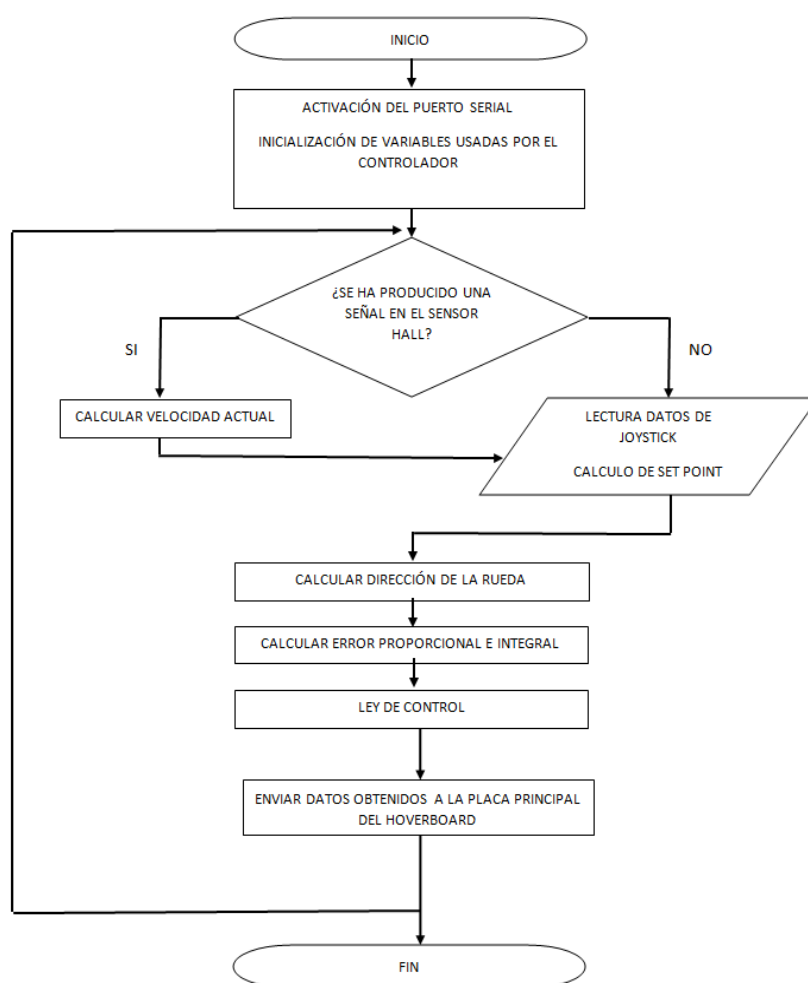 INICIO
ACTIVACIÓN DEL PUERTO SERIAL
INICIALIZACIÓN DE VARIABLES USADAS POR EL
CONTROLADOR
¿SE HA PRODUCIDO UNA
SEÑAL EN EL SENSOR
HALL?
SI
NO
CALCULAR VELOCIDAD ACTUAL
LECTURA DATOS DE
JOYSTICK
CALCULO DE SET POINT
CALCULAR DIRECCIÓN DE LA RUEDA
CALCULAR ERROR PROPORCIONAL E INTEGRAL
LEY DE CONTROL
ENVIAR DATOS OBTENIDOS A LA PLACA PRINCIPAL
DEL HOVERBOARD
FIN